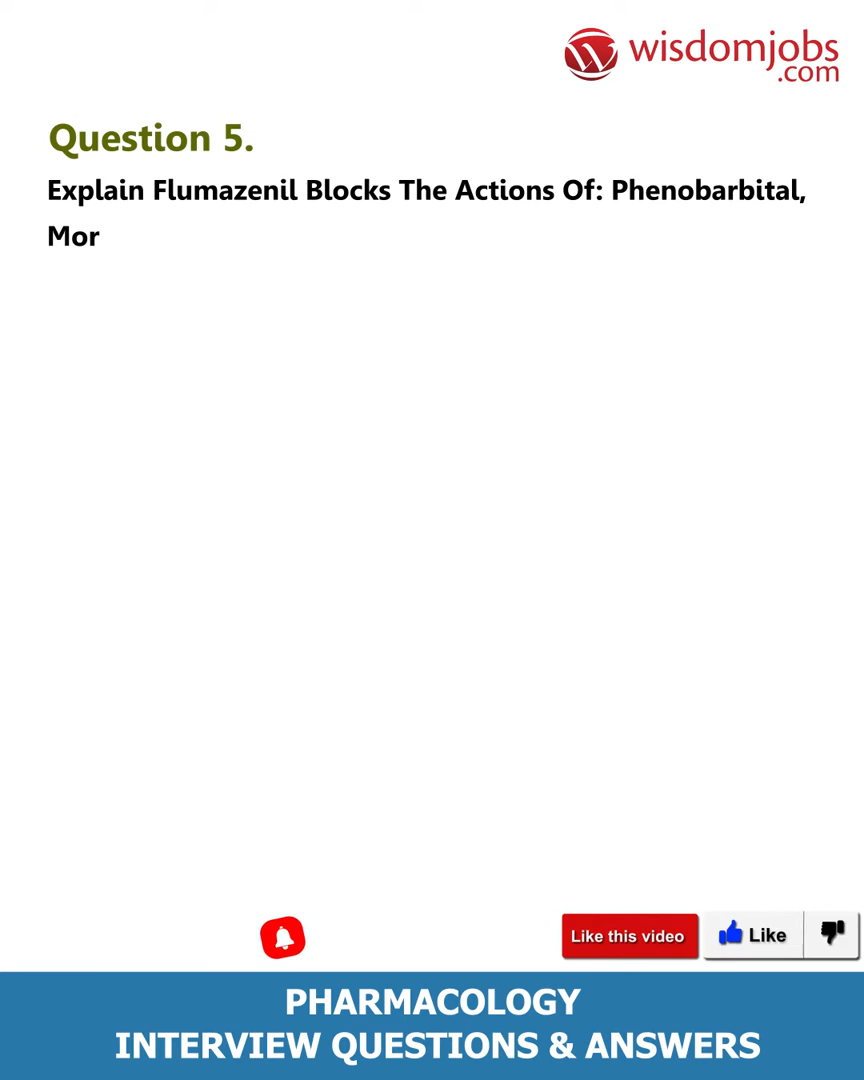 wisdomjobs
.com
Question 5.
Explain Flumazenil Blocks The Actions Of: Phenobarbital,
Mor
Like this video
Like
PHARMACOLOGY
INTERVIEW QUESTIONS & ANSWERS